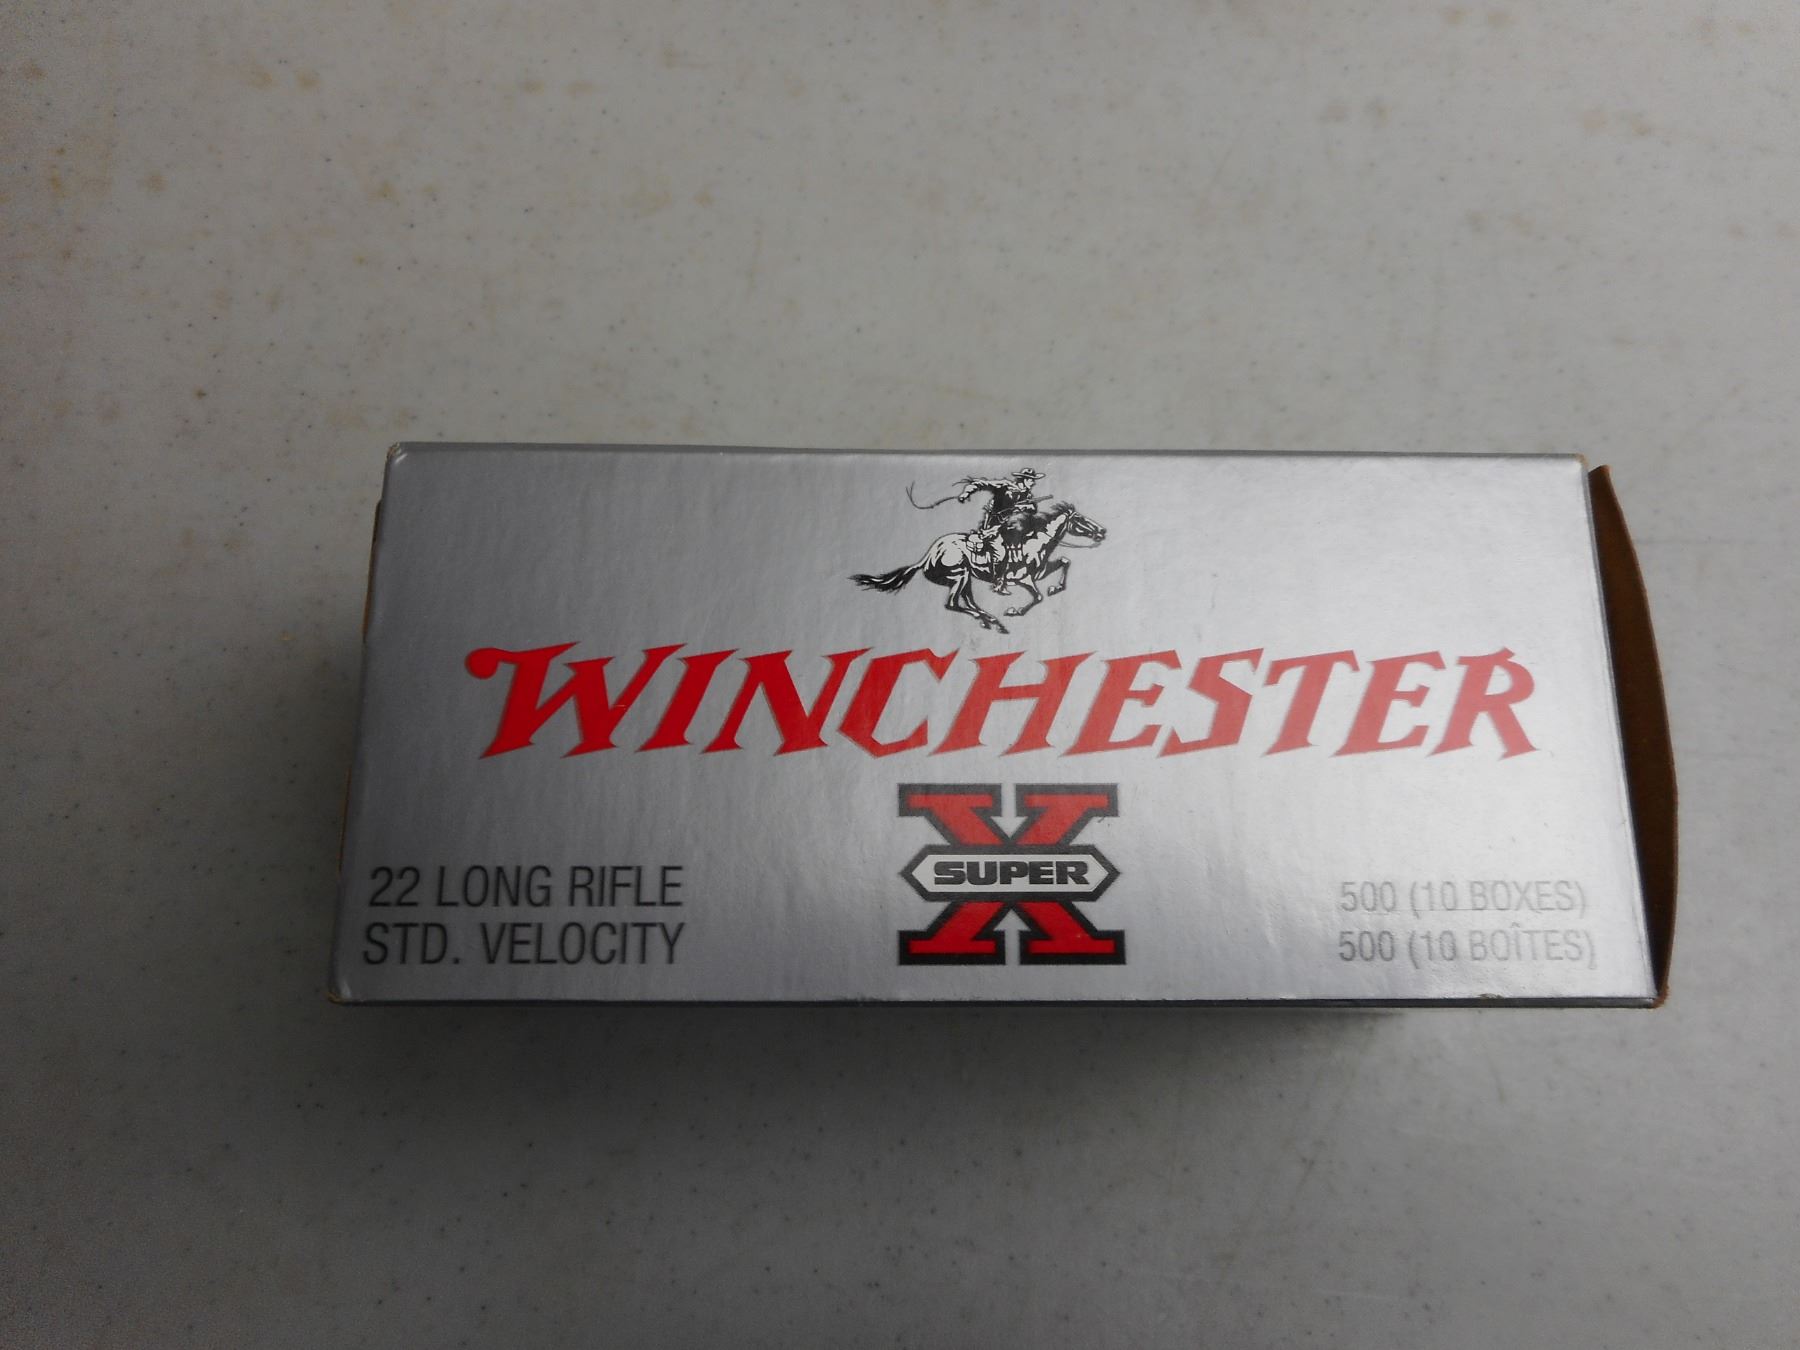 WINCHESTER
SUPER X
22 LONG RIFLE
STD. VELOCITY
500 (10 BOXES)
500 (10 BOÎTES)